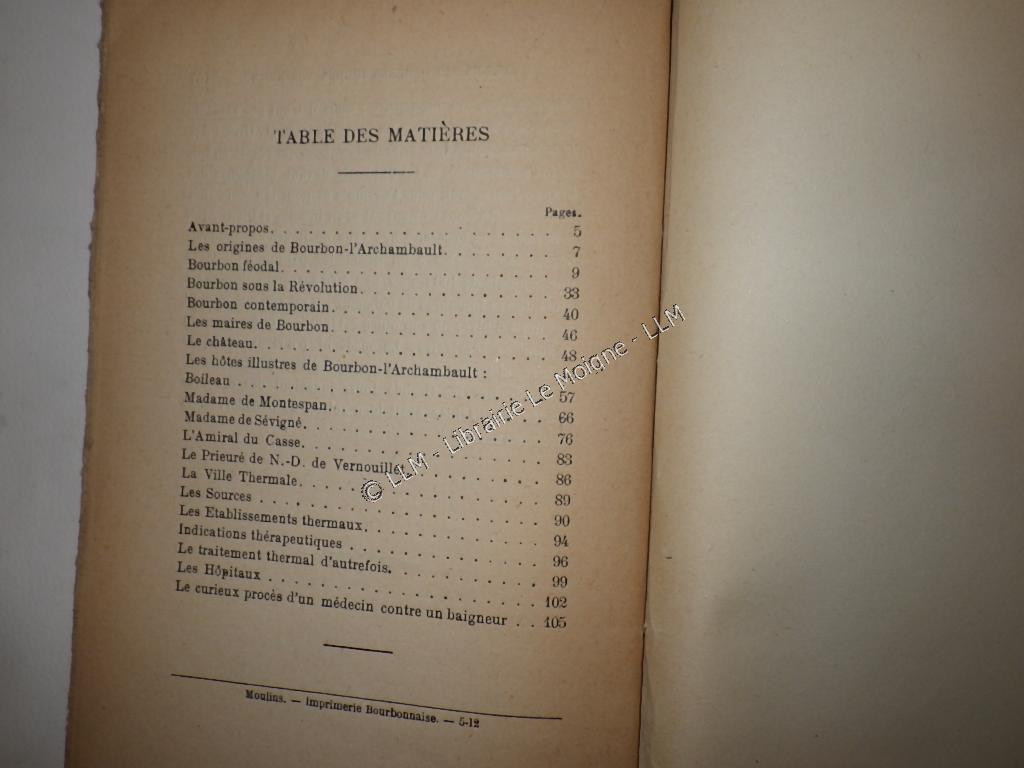 TABLE DES MATIÈRES
Pages.
Avant-propos. . . . . . . . . . . . . . . . 5
Les origines de Bourbon-l'Archambault. . . . . . . . 7
Bourbon féodal. . . . . . . . . . . . . . . . 9
Bourbon sous la Révolution . . . . . . . . . . . . 33
Bourbon contemporain. . . . . . . . . . . . . . 40
Les maires de Bourbon. . . . . . . . . . . . . . 46
Le château. . . . . . . . . . . . . . . . . 48
Les hôtes illustres de Bourbon-l'Archambault :
Boileau . . . . . . . . . . . . . . . . . . 57
Madame de Montespan. . . . . . . . . . . . . . 66
Madame de Sévigné. . . . . . . . . . . . . . . 76
L'Amiral du Casse. . . . . . . . . . . . . . . 83
Le Prieuré de N.-D. de Vernouillet . . . . . . . . . 86
La Ville Thermale. . . . . . . . . . . . . . . 89
Les Sources . . . . . . . . . . . . . . . . 90
Les Etablissements thermaux. . . . . . . . . . . . 94
Indications thérapeutiques . . . . . . . . . . . . 96
Le traitement thermal d'autrefois. . . . . . . . . . 99
Les Hôpitaux . . . . . . . . . . . . . . . . 102
Le curieux procès d'un médecin contre un baigneur . . 105
Moulins. — Imprimerie Bourbonnaise. — 5-12
© LLM - Librairie Le Moigne - LLM